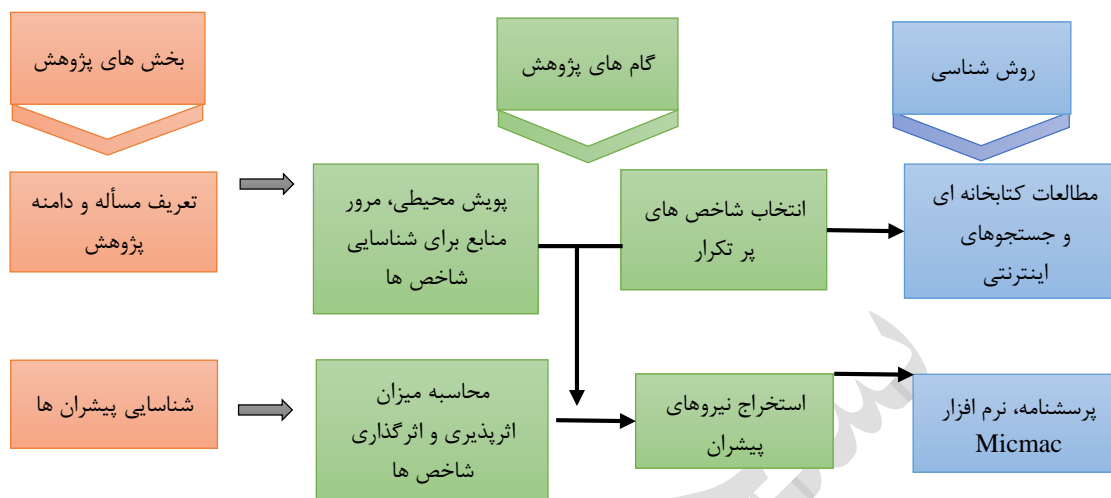 بخش های پژوهش
گام های پژوهش
روش شناسی
تعریف مسأله و دامنه
پژوهش
پویش محیطی، مرور
منابع برای شناسایی
شاخص ها
انتخاب شاخص های
پر تکرار
مطالعات کتابخانه ای
و جستجوهای
اینترنتی
شناسایی پیشران ها
محاسبه میزان
اثرپذیری و اثرگذاری
شاخص ها
استخراج نیروهای
پیشران
پرسشنامه، نرم افزار
Micmac